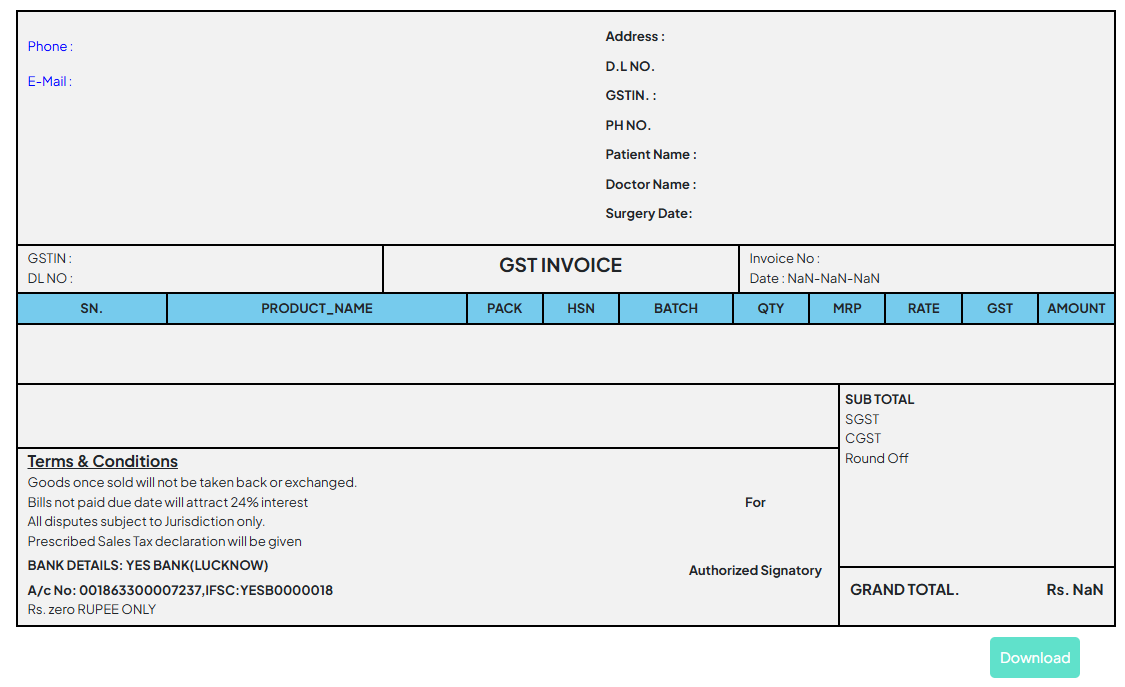 Phone :
E-Mail :
Address :
D.L NO.
GSTIN. :
PH NO.
Patient Name :
Doctor Name :
Surgery Date:
GSTIN :
DL NO :
GST INVOICE
Invoice No :
Date : NaN-NaN-NaN
SN. PRODUCT_NAME PACK HSN BATCH QTY MRP RATE GST AMOUNT
SUB TOTAL
SGST
CGST
Round Off
Terms & Conditions
Goods once sold will not be taken back or exchanged.
Bills not paid due date will attract 24% interest
All disputes subject to Jurisdiction only.
Prescribed Sales Tax declaration will be given
BANK DETAILS: YES BANK(LUCKNOW)
A/c No: 001863300007237,IFSC:YESB0000018
Rs. zero RUPEE ONLY
For
Authorized Signatory
GRAND TOTAL. Rs. NaN
Download